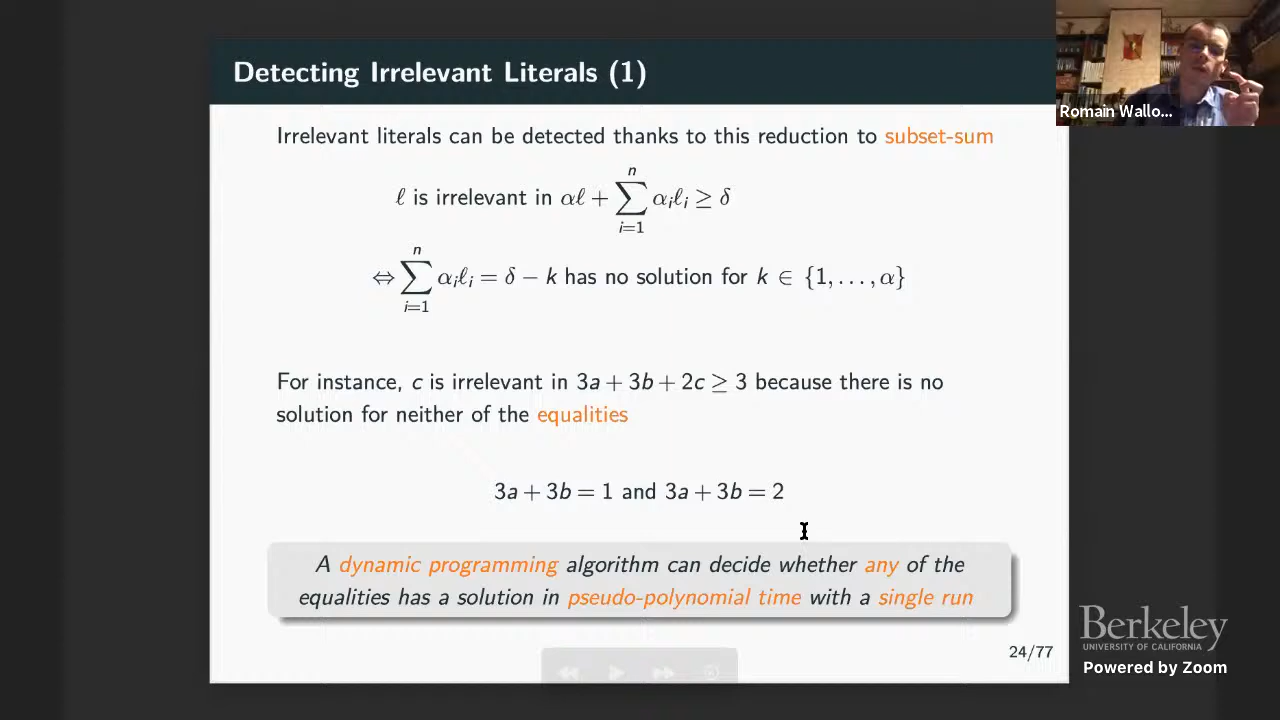 Detecting Irrelevant Literals (1)
Romain Wallo...
Irrelevant literals can be detected thanks to this reduction to subset-sum
ℓ is irrelevant in αℓ + ∑_{i=1}^{n} α_iℓ_i ≥ δ
⇔ ∑_{i=1}^{n} α_iℓ_i = δ − k has no solution for k ∈ {1, . . . , α}
For instance, c is irrelevant in 3a + 3b + 2c ≥ 3 because there is no
solution for neither of the equalities
3a + 3b = 1 and 3a + 3b = 2
A dynamic programming algorithm can decide whether any of the
equalities has a solution in pseudo-polynomial time with a single run
24/77
Berkeley
UNIVERSITY OF CALIFORNIA
Powered by Zoom